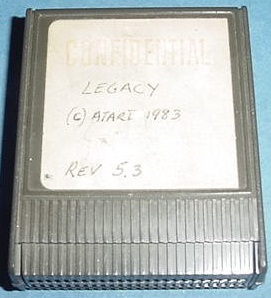 CONFIDENTIAL
LEGACY
(C) ATARI 1983
REV 5.3